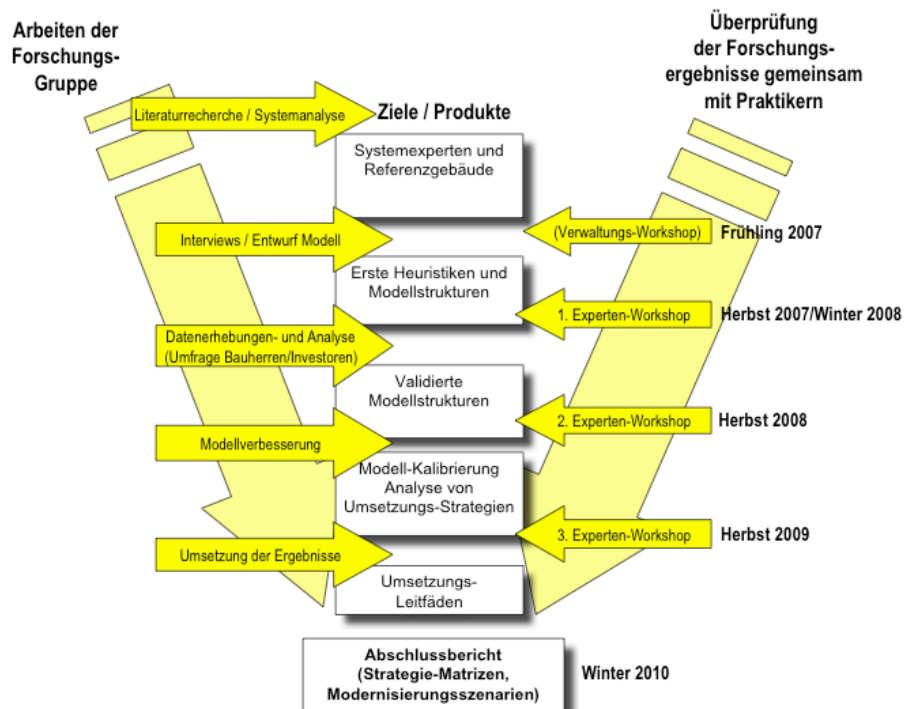 Arbeiten der
Forschungs-
Gruppe
Überprüfung
der Forschungs-
ergebnisse gemeinsam
mit Praktikern
Literaturrecherche / Systemanalyse
Ziele / Produkte
Systemexperten und
Referenzgebäude
Interviews / Entwurf Modell
(Verwaltungs-Workshop)
Frühling 2007
Erste Heuristiken und
Modellstrukturen
1. Experten-Workshop
Herbst 2007/Winter 2008
Datenerhebungen- und Analyse
(Umfrage Bauherren/Investoren)
Validierte
Modellstrukturen
2. Experten-Workshop
Herbst 2008
Modellverbesserung
Modell-Kalibrierung
Analyse von
Umsetzungs-Strategien
3. Experten-Workshop
Herbst 2009
Umsetzung der Ergebnisse
Umsetzungs-
Leitfäden
Abschlussbericht
(Strategie-Matrizen,
Modernisierungsszenarien)
Winter 2010